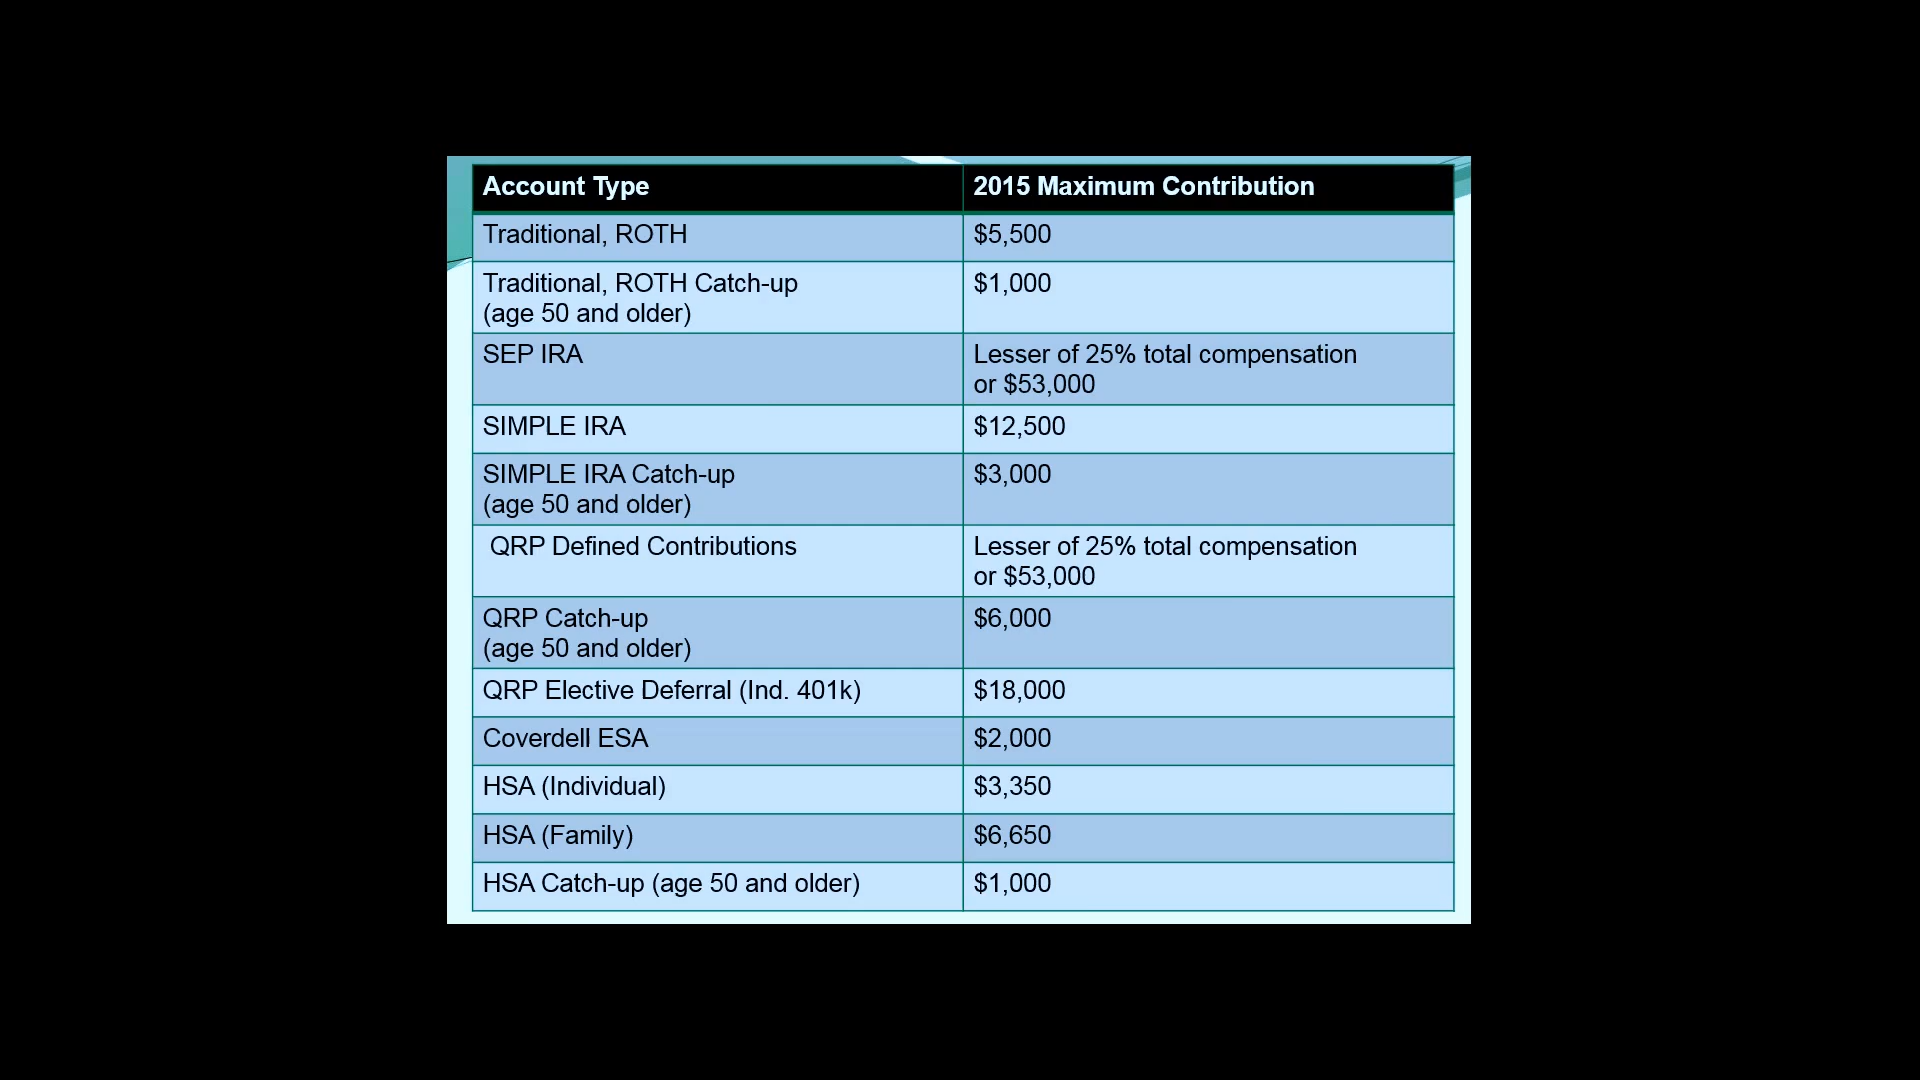 Account Type
2015 Maximum Contribution
Traditional, ROTH
$5,500
Traditional, ROTH Catch-up
(age 50 and older)
$1,000
SEP IRA
Lesser of 25% total compensation
or $53,000
SIMPLE IRA
$12,500
SIMPLE IRA Catch-up
(age 50 and older)
$3,000
QRP Defined Contributions
Lesser of 25% total compensation
or $53,000
QRP Catch-up
(age 50 and older)
$6,000
QRP Elective Deferral (Ind. 401k)
$18,000
Coverdell ESA
$2,000
HSA (Individual)
$3,350
HSA (Family)
$6,650
HSA Catch-up (age 50 and older)
$1,000